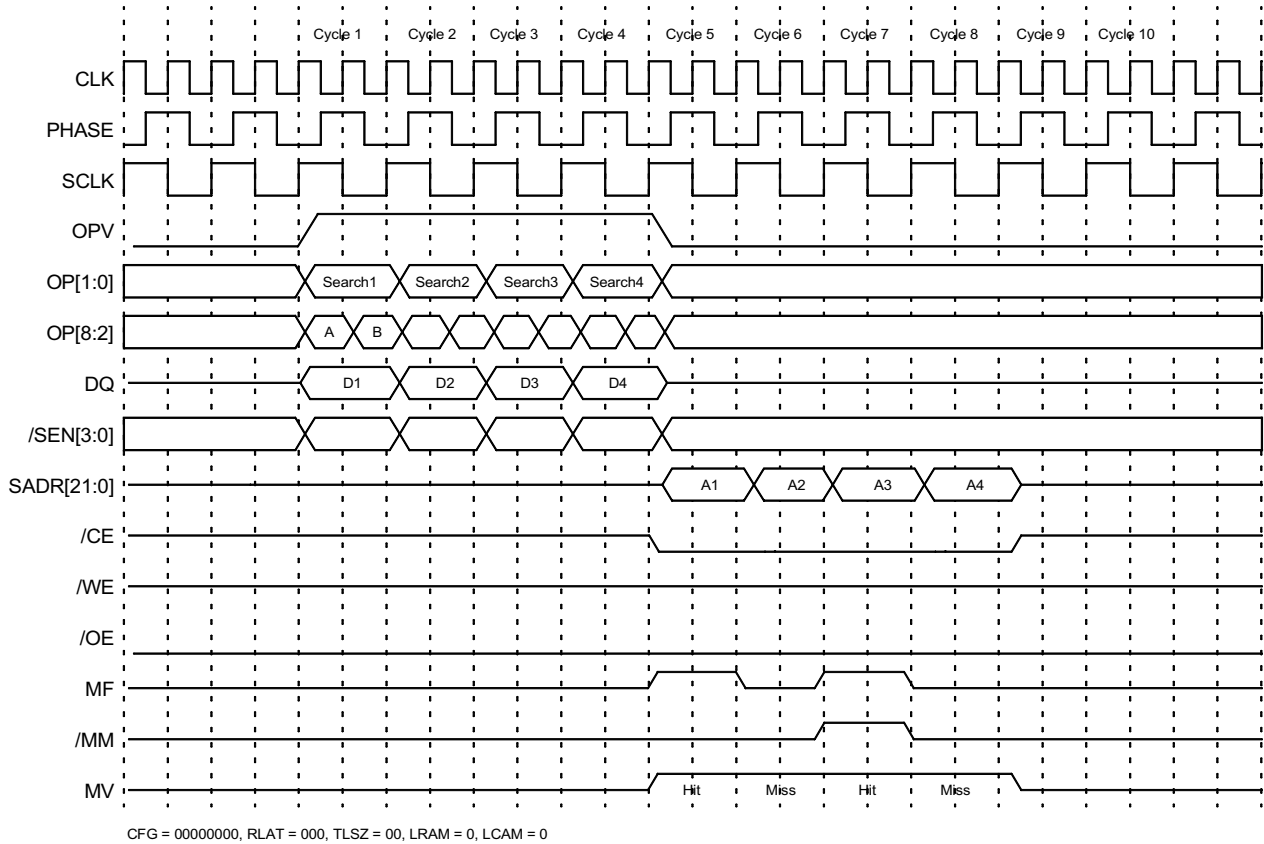 Cycle 1 Cycle 2 Cycle 3 Cycle 4 Cycle 5 Cycle 6 Cycle 7 Cycle 8 Cycle 9 Cycle 10
CLK
PHASE
SCLK
OPV
OP[1:0] Search1 Search2 Search3 Search4
OP[8:2] A B
DQ D1 D2 D3 D4
/SEN[3:0]
SADR[21:0] A1 A2 A3 A4
/CE
/WE
/OE
MF
/MM
MV Hit Miss Hit Miss
CFG = 00000000, RLAT = 000, TLSZ = 00, LRAM = 0, LCAM = 0